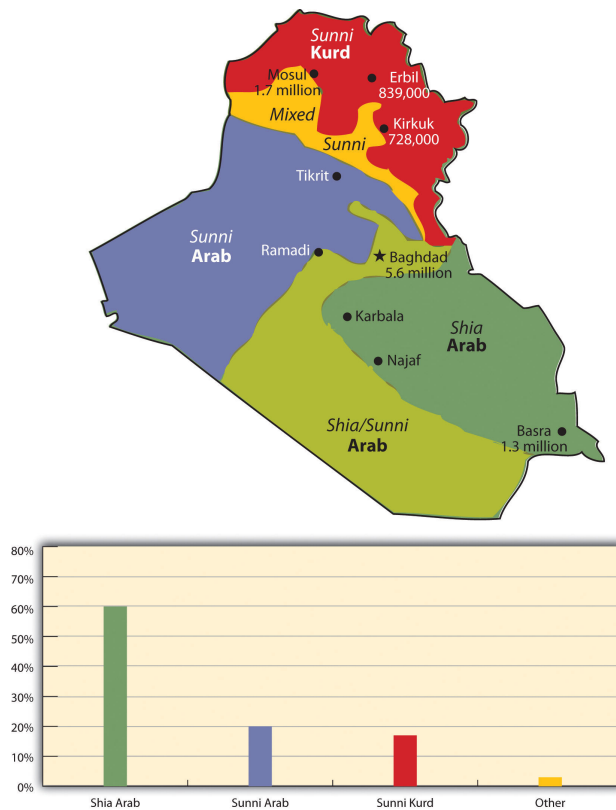 Sunni
Kurd
Mosul
1.7 million
Erbil
839,000
Mixed
Kirkuk
728,000
Sunni
Tikrit
Sunni
Arab
Ramadi
Baghdad
5.6 million
Karbala
Shia
Arab
Najaf
Shia/Sunni
Arab
Basra
1.3 million
80%
70%
60%
50%
40%
30%
20%
10%
0%
Shia Arab
Sunni Arab
Sunni Kurd
Other